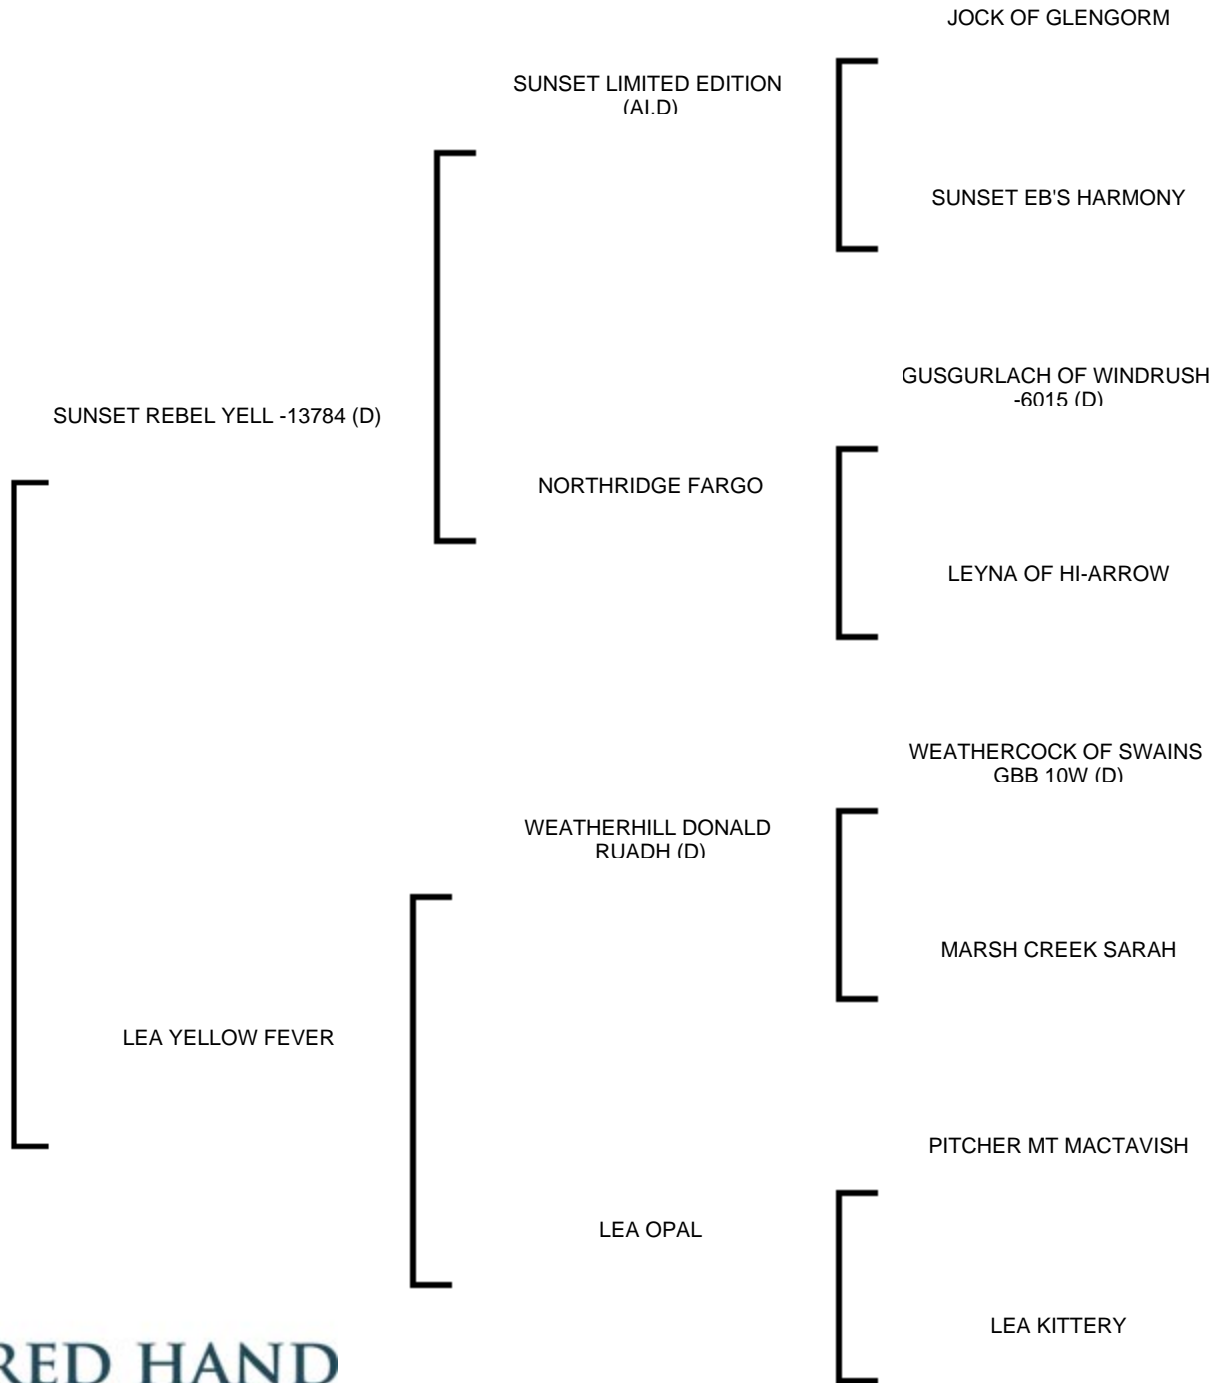 JOCK OF GLENGORM
SUNSET LIMITED EDITION
(AI,D)
SUNSET EB'S HARMONY
GUSGURLACH OF WINDRUSH
-6015 (D)
SUNSET REBEL YELL -13784 (D)
NORTHRIDGE FARGO
LEYNA OF HI-ARROW
WEATHERCOCK OF SWAINS
GBB 10W (D)
WEATHERHILL DONALD
RUADH (D)
MARSH CREEK SARAH
LEA YELLOW FEVER
PITCHER MT MACTAVISH
LEA OPAL
LEA KITTERY
RED HAND